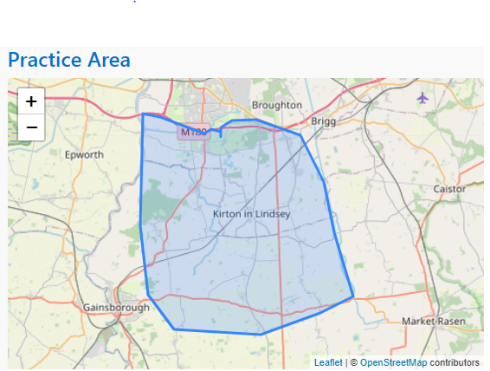 Practice Area
+
−
Broughton
M180
Brigg
Epworth
Caistor
Kirton in Lindsey
Gainsborough
Market Rasen
Leaflet | © OpenStreetMap contributors